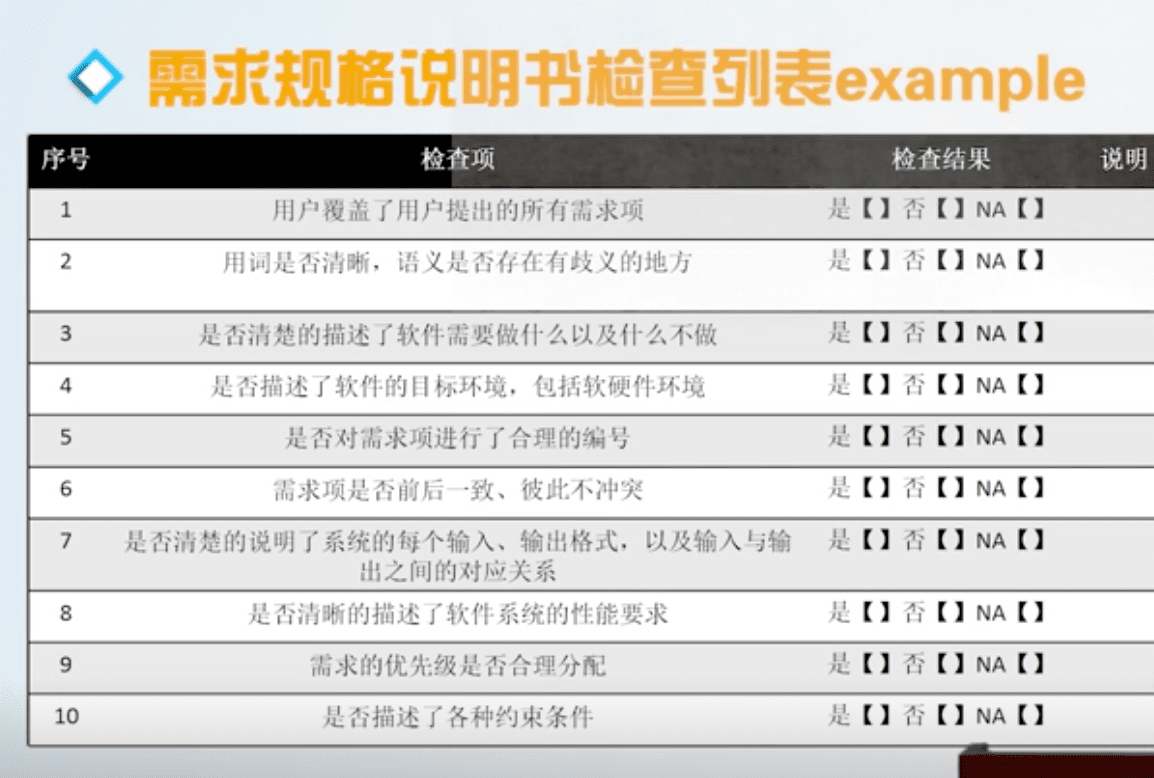 需求规格说明书检查列表example
序号 检查项 检查结果 说明
1 用户覆盖了用户提出的所有需求项 是【】否【】NA【】
2 用词是否清晰，语义是否存在有歧义的地方 是【】否【】NA【】
3 是否清楚的描述了软件需要做什么以及什么不做 是【】否【】NA【】
4 是否描述了软件的目标环境，包括软硬件环境 是【】否【】NA【】
5 是否对需求项进行了合理的编号 是【】否【】NA【】
6 需求项是否前后一致、彼此不冲突 是【】否【】NA【】
7 是否清楚的说明了系统的每个输入、输出格式，以及输入与输 是【】否【】NA【】
出之间的对应关系
8 是否清晰的描述了软件系统的性能要求 是【】否【】NA【】
9 需求的优先级是否合理分配 是【】否【】NA【】
10 是否描述了各种约束条件 是【】否【】NA【】